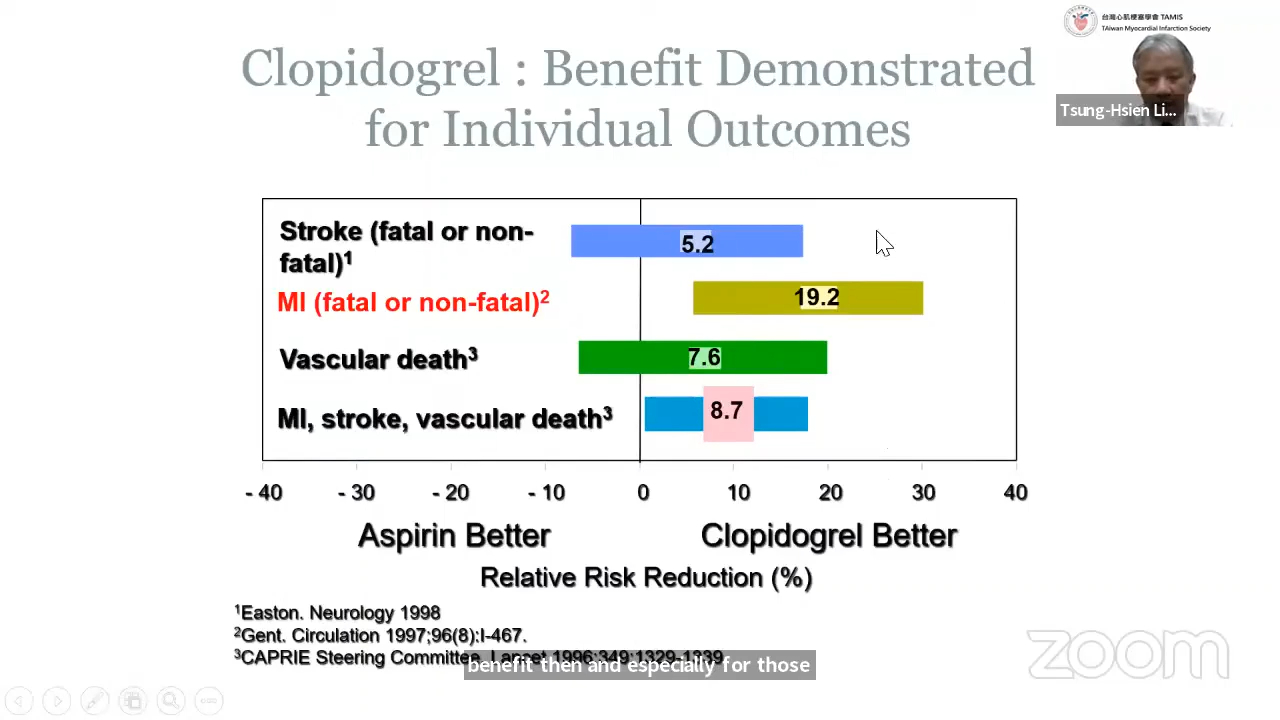 台灣心肌梗塞學會 TAMIS
TAiwan Myocardial Infarction Society
Clopidogrel : Benefit Demonstrated
for Individual Outcomes
Tsung-Hsien Li...
Stroke (fatal or non-
fatal)1
5.2
MI (fatal or non-fatal)2
19.2
Vascular death3
7.6
MI, stroke, vascular death3
8.7
- 40 - 30 - 20 - 10 0 10 20 30 40
Aspirin Better Clopidogrel Better
Relative Risk Reduction (%)
1Easton. Neurology 1998
2Gent. Circulation 1997;96(8):I-467.
3CAPRIE Steering Committee. Lancet 1996;349:1329-1339
benefit then and especially for those
zoom